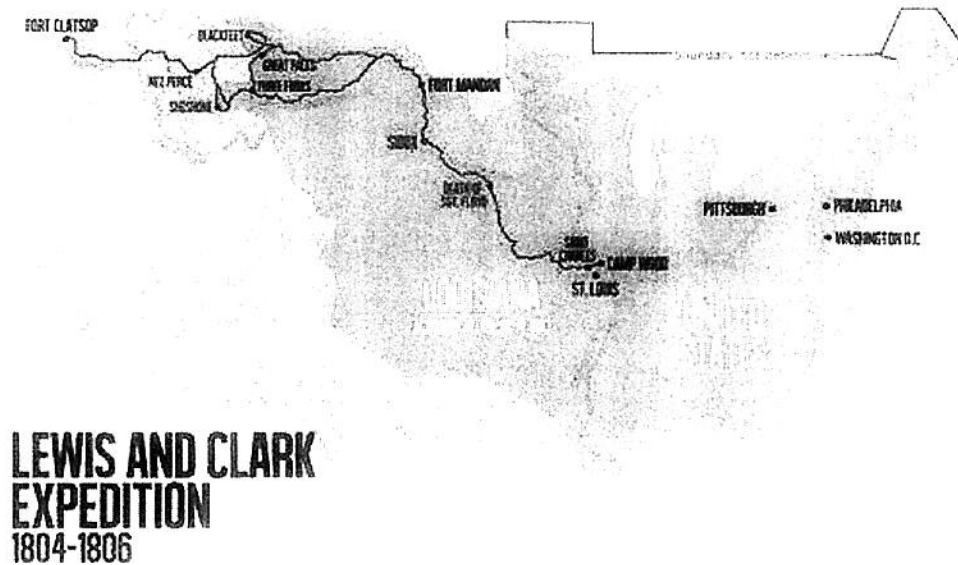 FORT CLATSOP
BLACKFEET
GREAT FALLS
NEZ PERCE
THREE FORKS
SHOSHONE
FORT MANDAN
SIOUX
DEATH OF
SGT. FLOYD
PITTSBURGH
PHILADELPHIA
WASHINGTON D.C
SAINT
CHARLES
CAMP WOOD
ST. LOUIS
LOUISIANA
LEWIS AND CLARK
EXPEDITION
1804-1806